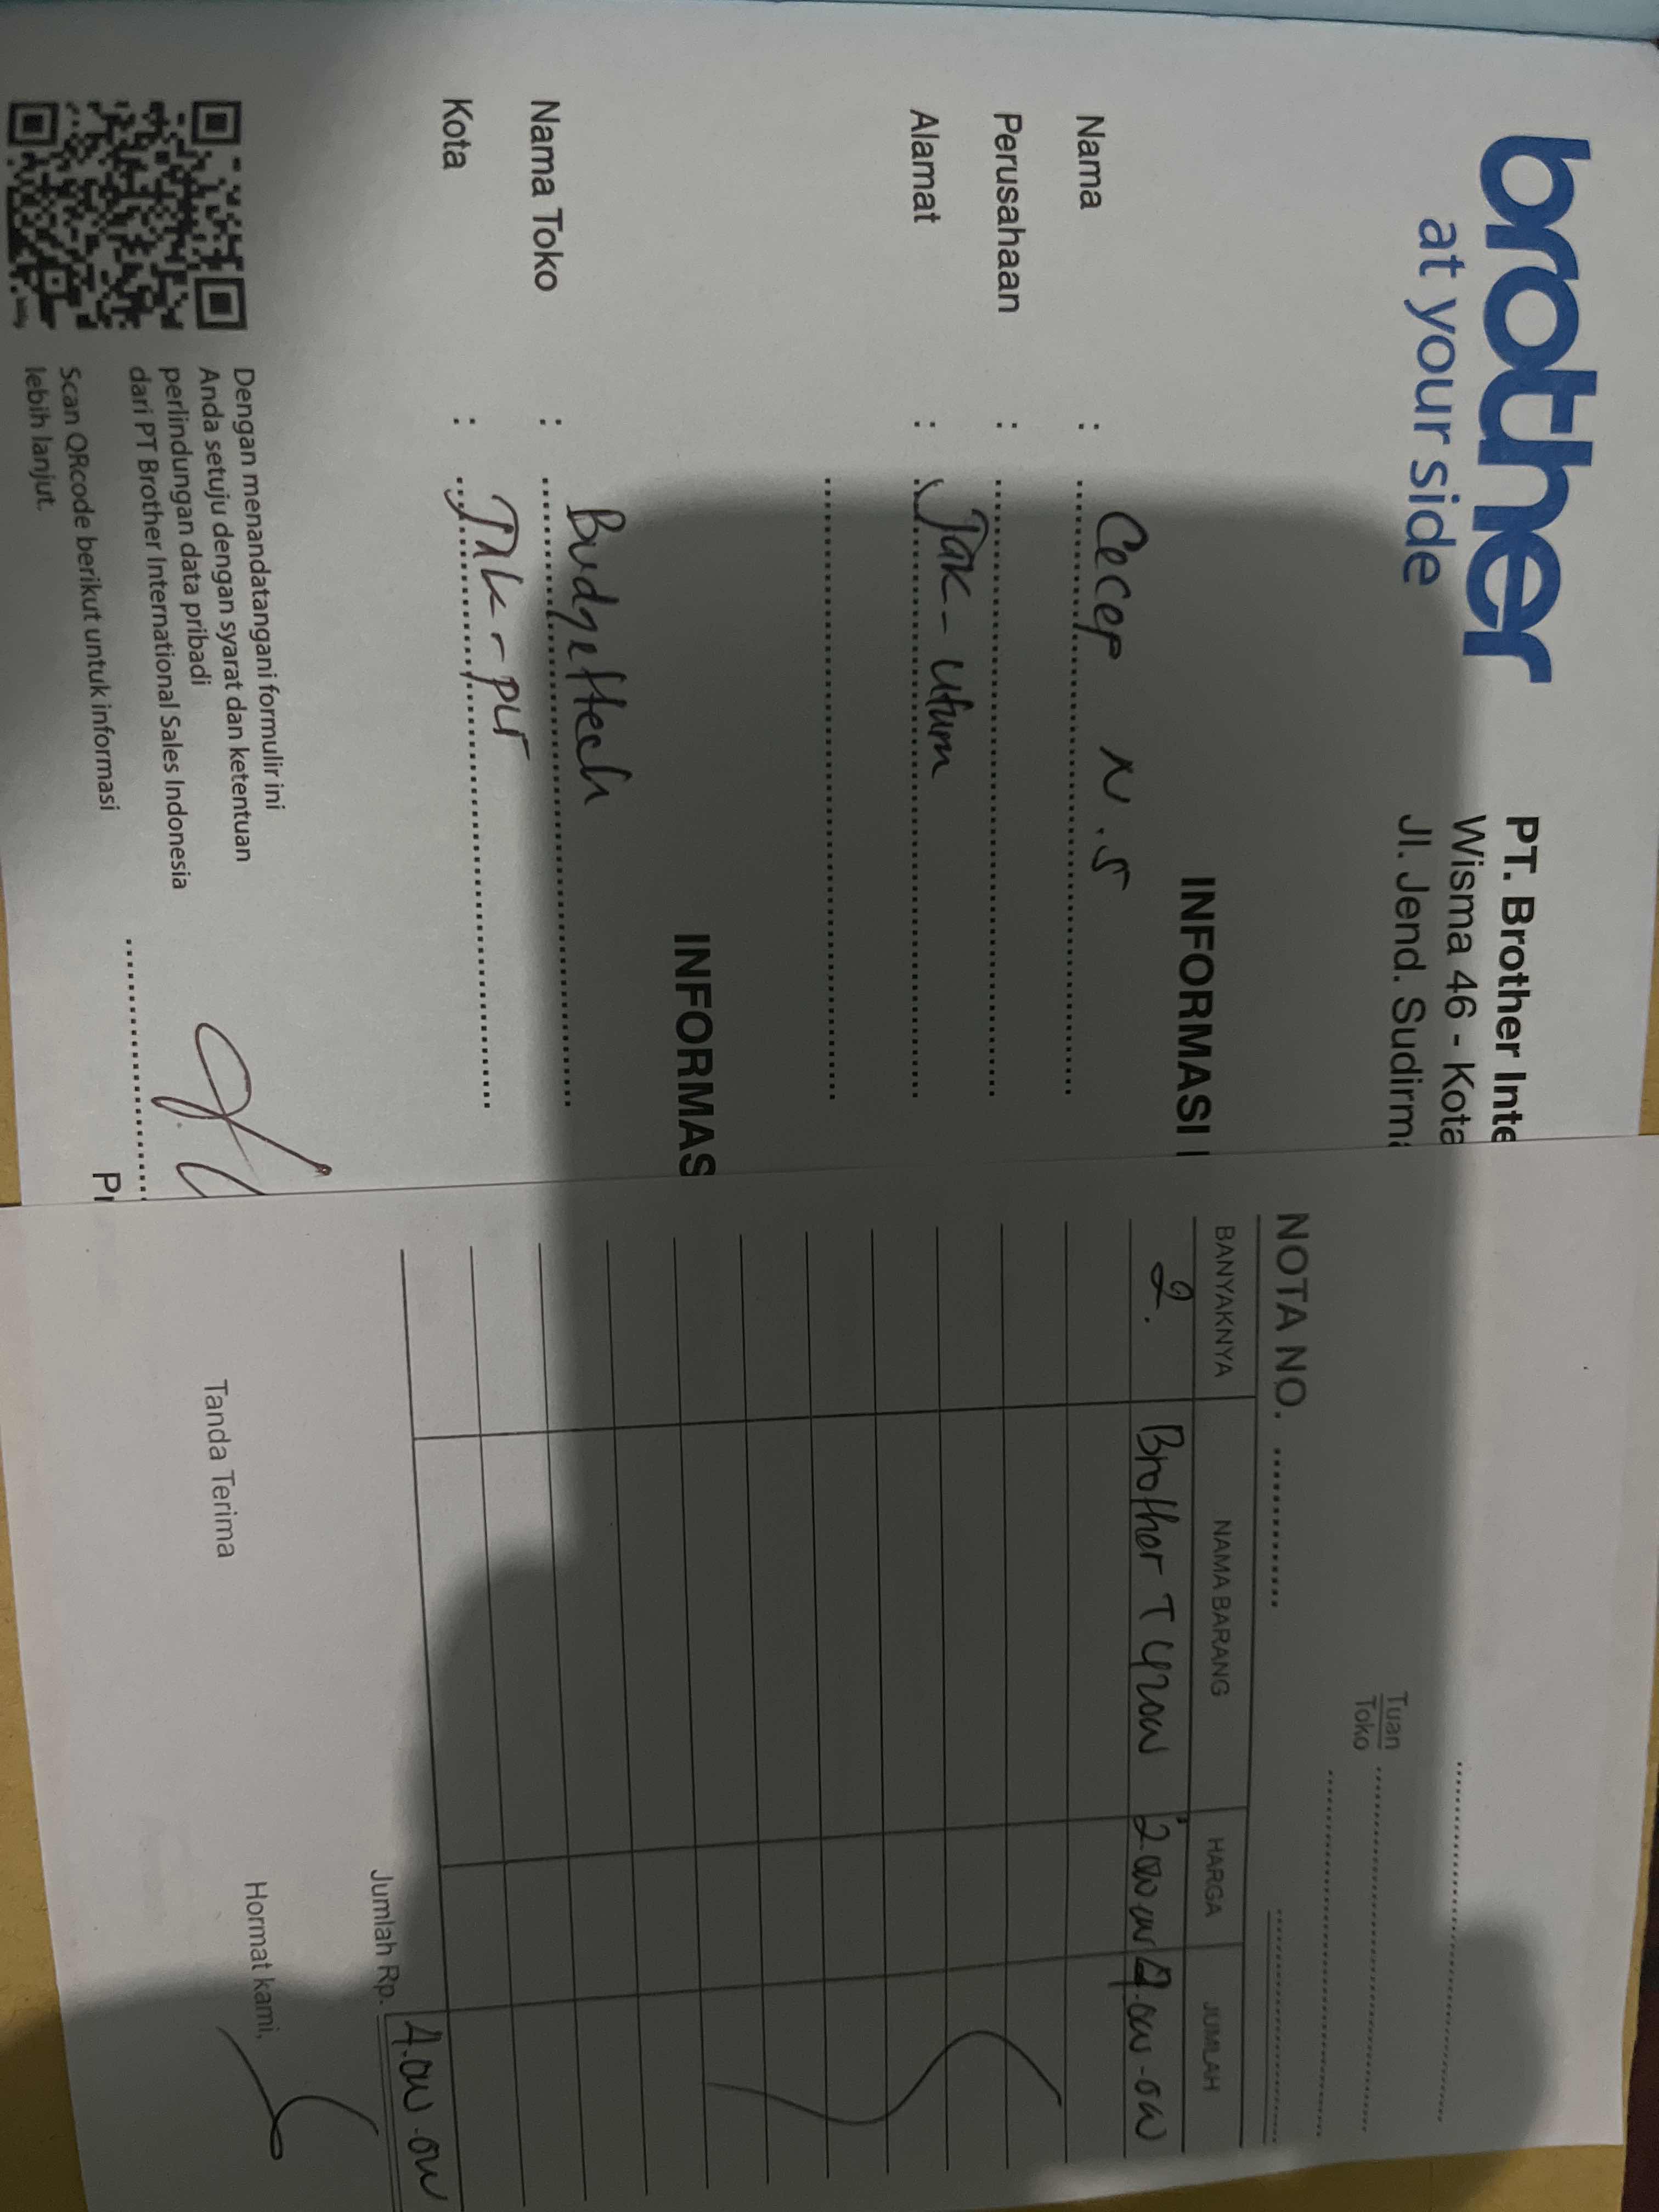 brother
at your side
PT. Brother Inte
Wisma 46 - Kota
Jl. Jend. Sudirma
INFORMASI
Nama : Cecep N.S
Perusahaan :
Alamat : Jak-Utara
INFORMAS
Nama Toko : Budgettech
Kota : Jak-pus
Dengan menandatangani formulir ini
Anda setuju dengan syarat dan ketentuan
perlindungan data pribadi
dari PT Brother International Sales Indonesia
Scan QRcode berikut untuk informasi
lebih lanjut.
Tuan
Toko
NOTA NO.
BANYAKNYA NAMA BARANG HARGA JUMLAH
2. Brother T420W 2.000.000 4.000.000
Jumlah Rp. 4.000.000
Tanda Terima Hormat kami,